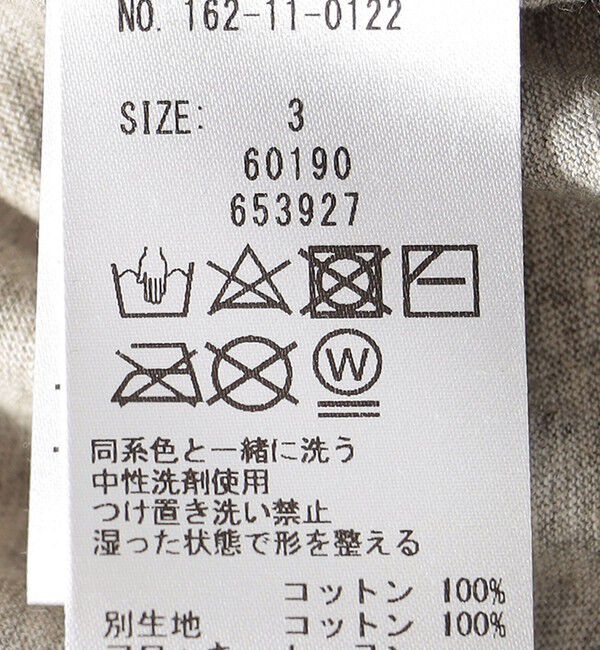 NO. 162-11-0122
SIZE: 3
60190
653927
W
同系色と一緒に洗う
中性洗剤使用
つけ置き洗い禁止
湿った状態で形を整える
コットン 100%
別生地 コットン 100%